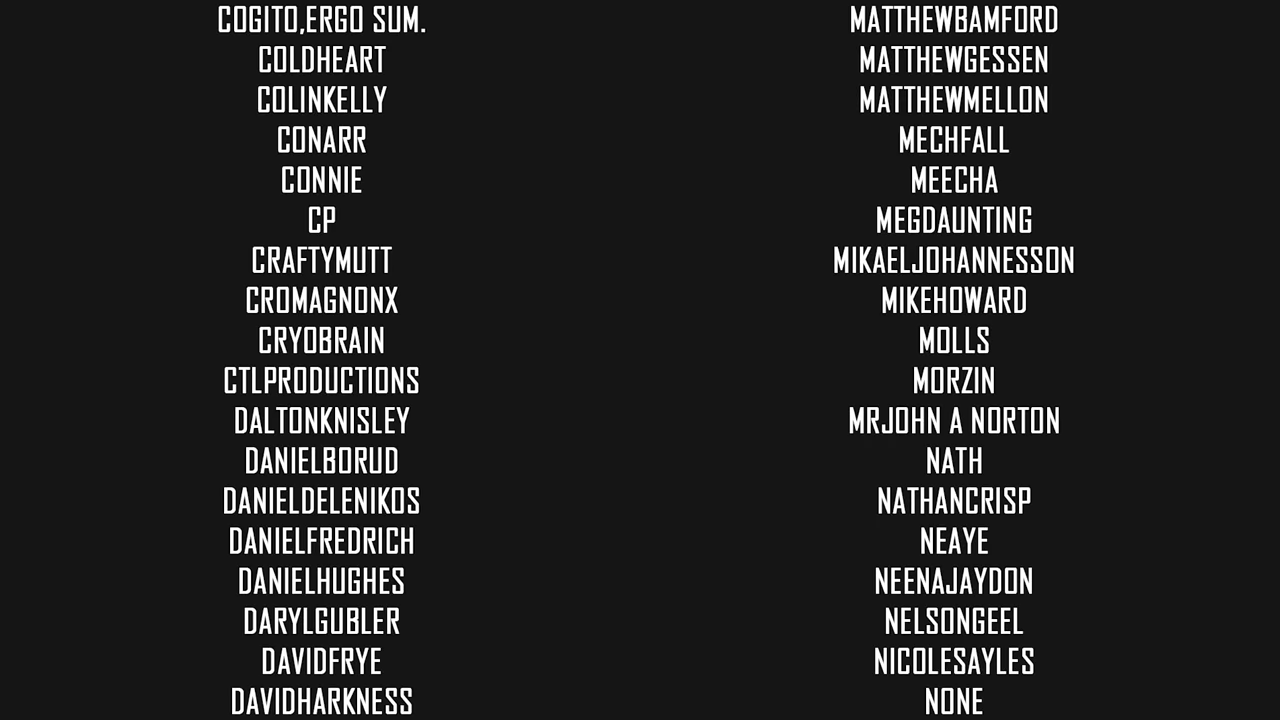 COGITO,ERGO SUM.
COLDHEART
COLINKELLY
CONARR
CONNIE
CP
CRAFTYMUTT
CROMAGNONX
CRYOBRAIN
CTLPRODUCTIONS
DALTONKNISLEY
DANIELBORUD
DANIELDELENIKOS
DANIELFREDRICH
DANIELHUGHES
DARYLGUBLER
DAVIDFRYE
DAVIDHARKNESS
MATTHEWBAMFORD
MATTHEWGESSEN
MATTHEWMELLON
MECHFALL
MEECHA
MEGDAUNTING
MIKAELJOHANNESSON
MIKEHOWARD
MOLLS
MORZIN
MRJOHN A NORTON
NATH
NATHANCRISP
NEAYE
NEENAJAYDON
NELSONGEEL
NICOLESAYLES
NONE